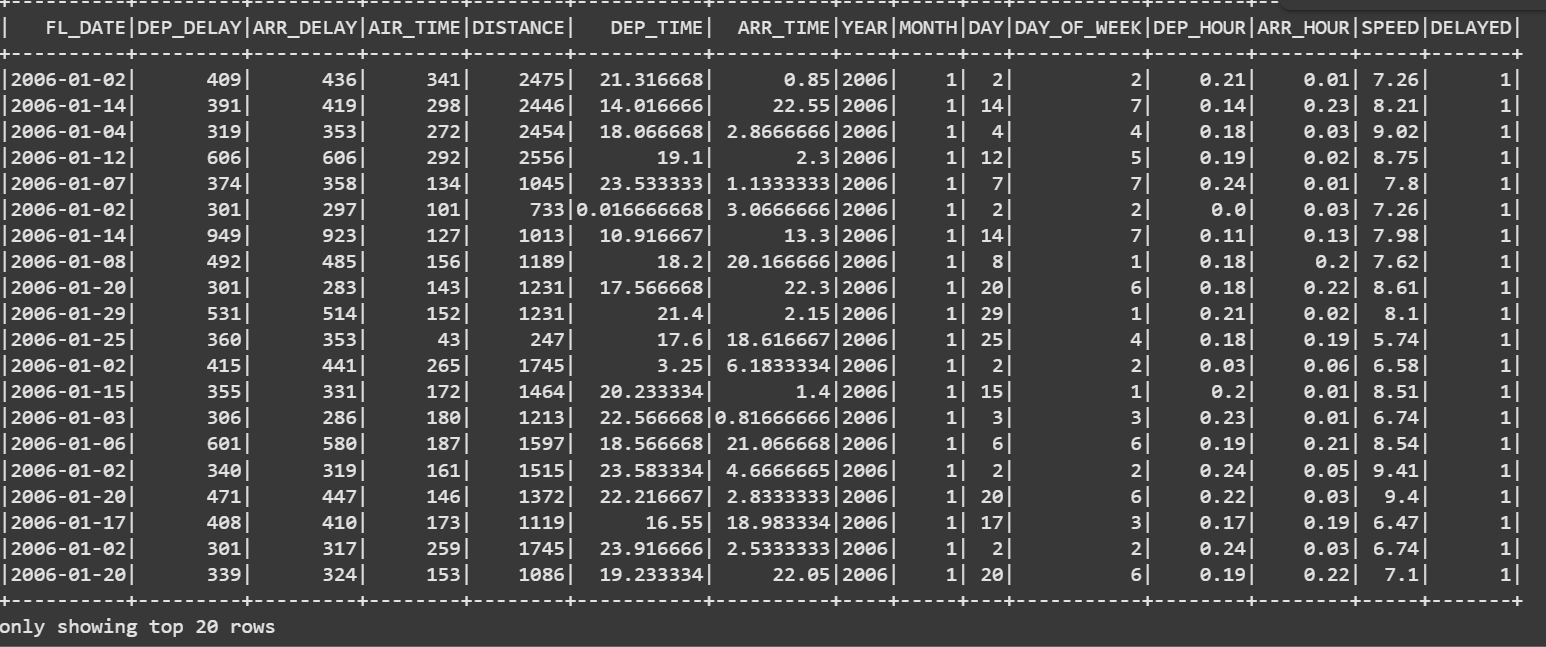 +----------+---------+---------+--------+--------+-----------+----------+----+-----+---+-----------+--------+--------+-----+-------+
|   FL_DATE|DEP_DELAY|ARR_DELAY|AIR_TIME|DISTANCE|   DEP_TIME|  ARR_TIME|YEAR|MONTH|DAY|DAY_OF_WEEK|DEP_HOUR|ARR_HOUR|SPEED|DELAYED|
+----------+---------+---------+--------+--------+-----------+----------+----+-----+---+-----------+--------+--------+-----+-------+
|2006-01-02|      409|      436|     341|    2475|  21.316668|      0.85|2006|    1|  2|          2|    0.21|    0.01| 7.26|      1|
|2006-01-14|      391|      419|     298|    2446|  14.016666|     22.55|2006|    1| 14|          7|    0.14|    0.23| 8.21|      1|
|2006-01-04|      319|      353|     272|    2454|  18.066668| 2.8666666|2006|    1|  4|          4|    0.18|    0.03| 9.02|      1|
|2006-01-12|      606|      606|     292|    2556|       19.1|       2.3|2006|    1| 12|          5|    0.19|    0.02| 8.75|      1|
|2006-01-07|      374|      358|     134|    1045|  23.533333| 1.1333333|2006|    1|  7|          7|    0.24|    0.01|  7.8|      1|
|2006-01-02|      301|      297|     101|     733|0.016666668| 3.0666666|2006|    1|  2|          2|     0.0|    0.03| 7.26|      1|
|2006-01-14|      949|      923|     127|    1013|  10.916667|      13.3|2006|    1| 14|          7|    0.11|    0.13| 7.98|      1|
|2006-01-08|      492|      485|     156|    1189|       18.2| 20.166666|2006|    1|  8|          1|    0.18|     0.2| 7.62|      1|
|2006-01-20|      301|      283|     143|    1231|  17.566668|      22.3|2006|    1| 20|          6|    0.18|    0.22| 8.61|      1|
|2006-01-29|      531|      514|     152|    1231|       21.4|      2.15|2006|    1| 29|          1|    0.21|    0.02|  8.1|      1|
|2006-01-25|      360|      353|      43|     247|       17.6| 18.616667|2006|    1| 25|          4|    0.18|    0.19| 5.74|      1|
|2006-01-02|      415|      441|     265|    1745|       3.25| 6.1833334|2006|    1|  2|          2|    0.03|    0.06| 6.58|      1|
|2006-01-15|      355|      331|     172|    1464|  20.233334|       1.4|2006|    1| 15|          1|     0.2|    0.01| 8.51|      1|
|2006-01-03|      306|      286|     180|    1213|  22.566668|0.81666666|2006|    1|  3|          3|    0.23|    0.01| 6.74|      1|
|2006-01-06|      601|      580|     187|    1597|  18.566668| 21.066668|2006|    1|  6|          6|    0.19|    0.21| 8.54|      1|
|2006-01-02|      340|      319|     161|    1515|  23.583334| 4.6666665|2006|    1|  2|          2|    0.24|    0.05| 9.41|      1|
|2006-01-20|      471|      447|     146|    1372|  22.216667| 2.8333333|2006|    1| 20|          6|    0.22|    0.03|  9.4|      1|
|2006-01-17|      408|      410|     173|    1119|      16.55| 18.983334|2006|    1| 17|          3|    0.17|    0.19| 6.47|      1|
|2006-01-02|      301|      317|     259|    1745|  23.916666| 2.5333333|2006|    1|  2|          2|    0.24|    0.03| 6.74|      1|
|2006-01-20|      339|      324|     153|    1086|  19.233334|     22.05|2006|    1| 20|          6|    0.19|    0.22|  7.1|      1|
+----------+---------+---------+--------+--------+-----------+----------+----+-----+---+-----------+--------+--------+-----+-------+
only showing top 20 rows